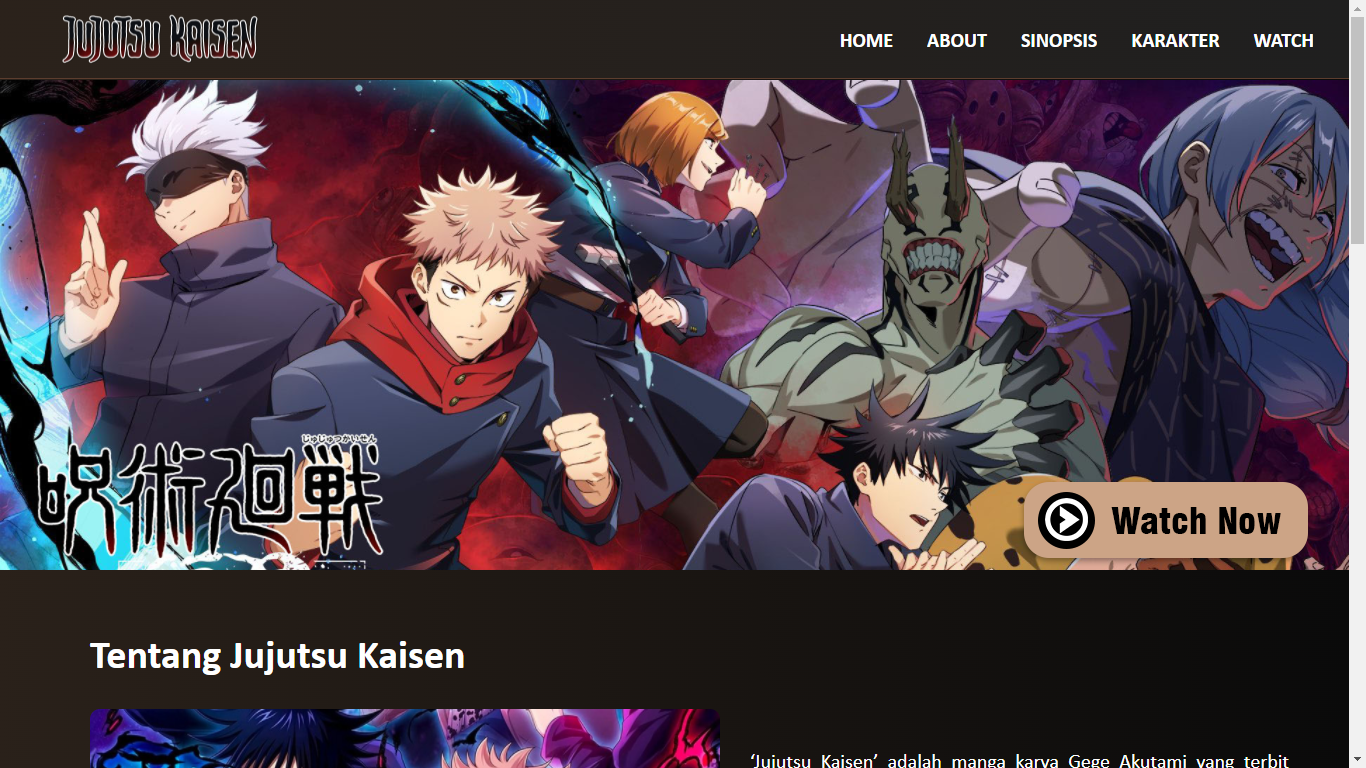 JUJUTSU KAISEN
HOME ABOUT SINOPSIS KARAKTER WATCH
じゅじゅつかいせん
呪術廻戦
Watch Now
Tentang Jujutsu Kaisen
‘Jujutsu Kaisen’ adalah manga karya Gege Akutami yang terbit